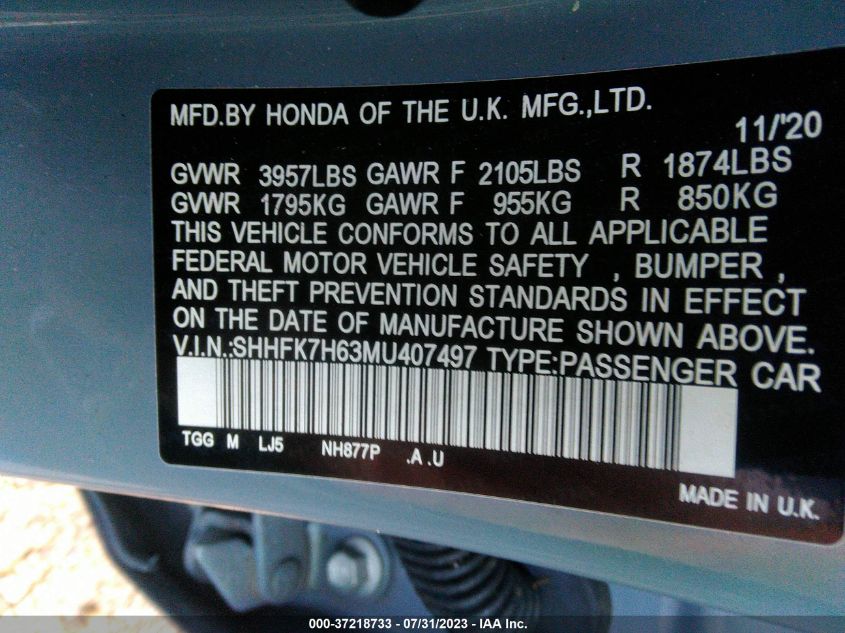 MFD.BY HONDA OF THE U.K. MFG.,LTD.
11/'20
GVWR 3957LBS GAWR F 2105LBS R 1874LBS
GVWR 1795KG GAWR F 955KG R 850KG
THIS VEHICLE CONFORMS TO ALL APPLICABLE
FEDERAL MOTOR VEHICLE SAFETY , BUMPER ,
AND THEFT PREVENTION STANDARDS IN EFFECT
ON THE DATE OF MANUFACTURE SHOWN ABOVE.
V.I.N.:SHHFK7H63MU407497 TYPE:PASSENGER CAR
TGG M LJ5 NH877P .A .U
MADE IN U.K.
000-37218733 - 07/31/2023 - IAA Inc.